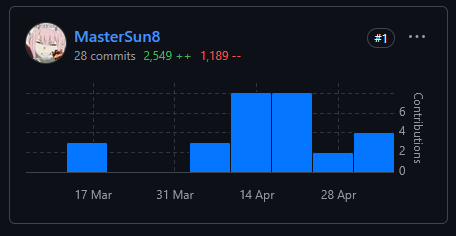 MasterSun8
#1
28 commits 2,549 ++ 1,189 --
6
4
2
0
Contributions
17 Mar 31 Mar 14 Apr 28 Apr